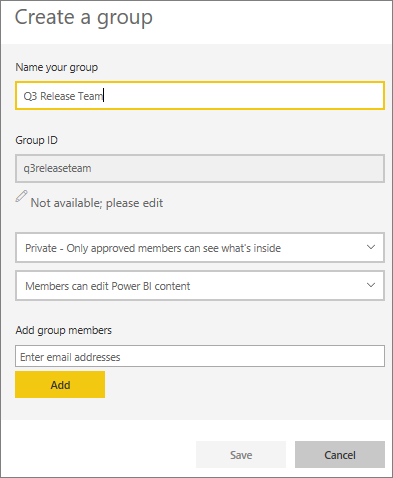 Create a group
Name your group
Q3 Release Team
Group ID
q3releaseteam
Not available; please edit
Private - Only approved members can see what's inside
Members can edit Power BI content
Add group members
Enter email addresses
Add
Save
Cancel